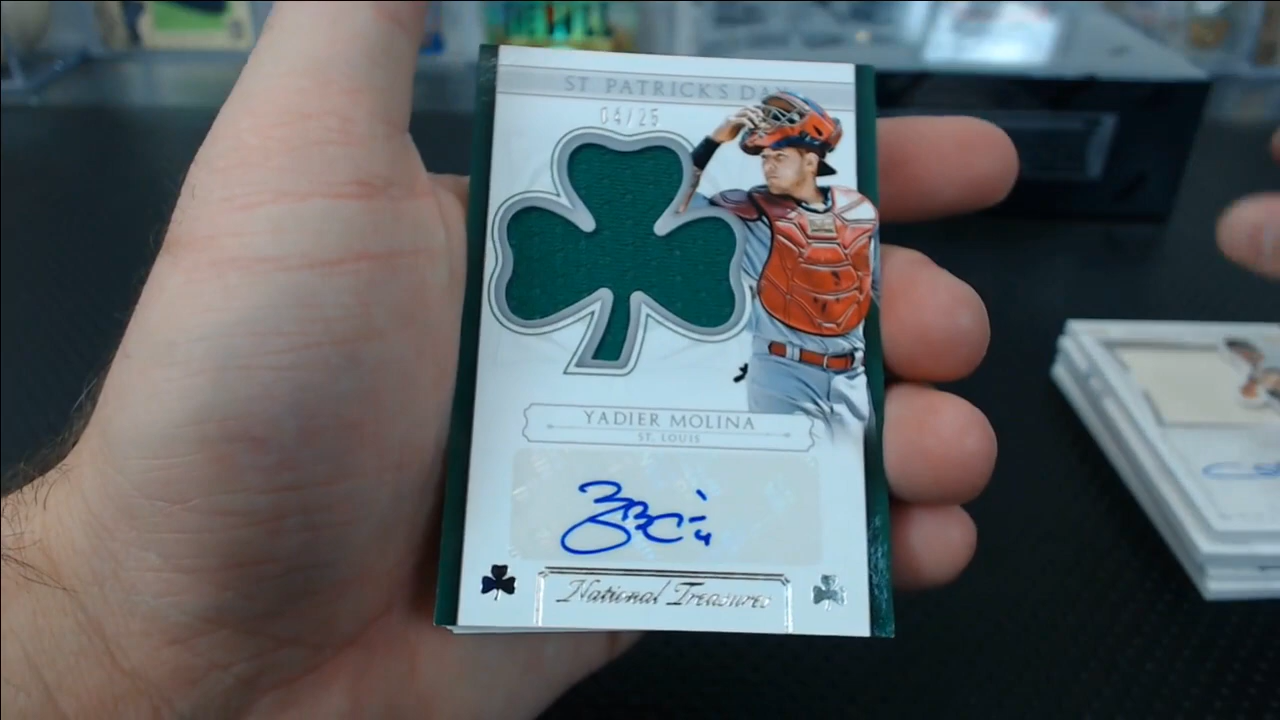 ST PATRICK'S DAY
04/25
YADIER MOLINA
ST. LOUIS
National Treasures